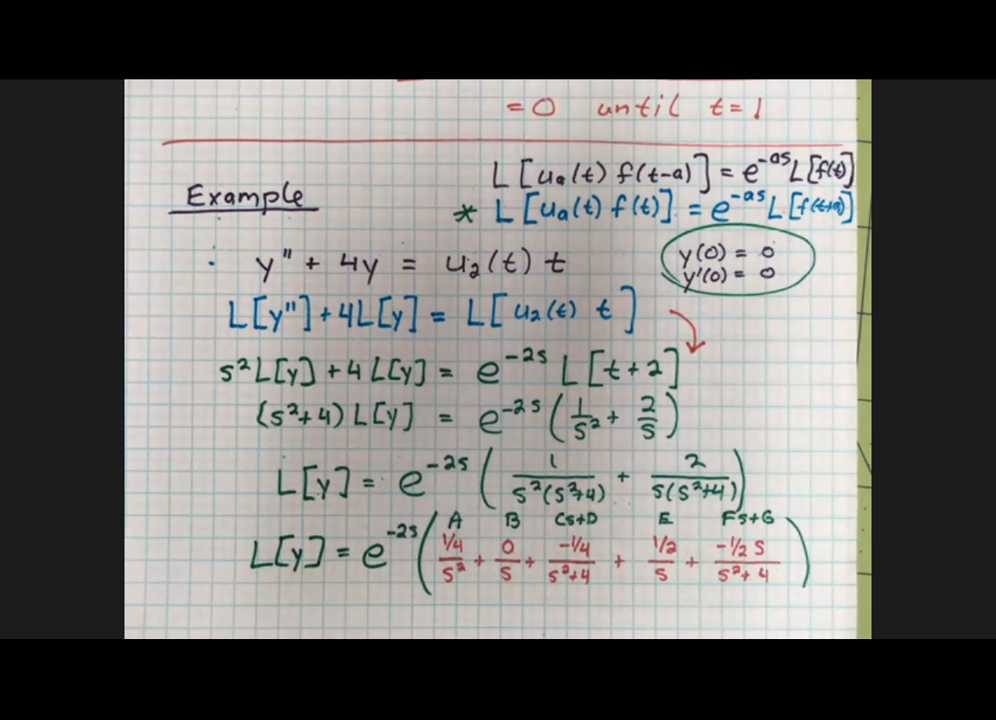 = 0 until t = 1
L[uₐ(t) f(t-a)] = e^-as L[f(t)]
Example
* L[uₐ(t) f(t)] = e^-as L[f(t+a)]
y" + 4y = u₂(t) t
y(0) = 0
y'(0) = 0
L[y"] + 4L[y] = L[u₂(t) t]
s²L[y] + 4L[y] = e^-2s L[t+2]
(s²+4)L[y] = e^-2s (1/s² + 2/s)
L[y] = e^-2s (1/s²(s²+4) + 2/s(s²+4))
A B Cs+D E Fs+G
L[y] = e^-2s (1/4/s² + 0/s + -1/4/s²+4 + 1/2/s + -1/2 s/s²+4)